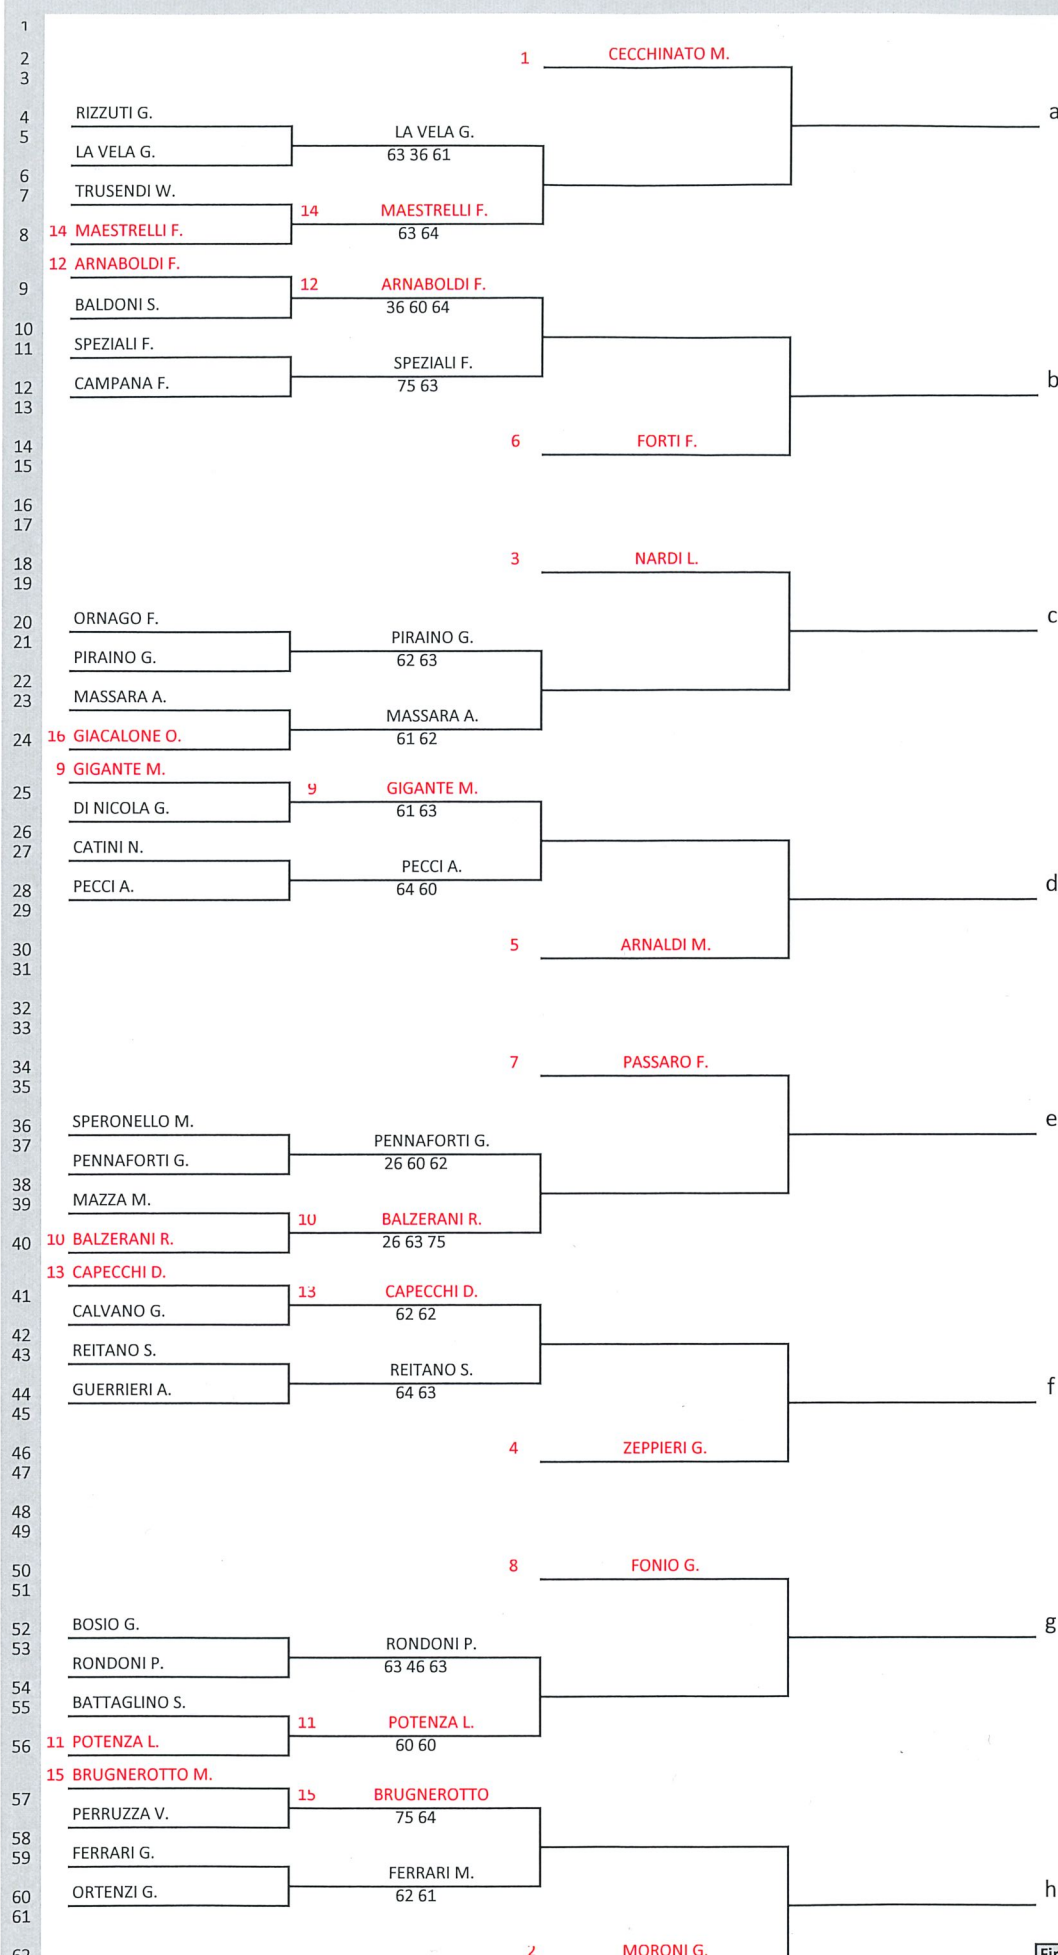 1
2 1 CECCHINATO M.
3
4 RIZZUTI G. a
5 LA VELA G.
LA VELA G. 63 36 61
6
7 TRUSENDI W.
14 MAESTRELLI F.
8 14 MAESTRELLI F. 63 64
12 ARNABOLDI F.
9 12 ARNABOLDI F.
BALDONI S. 36 60 64
10
11 SPEZIALI F.
SPEZIALI F.
12 CAMPANA F. 75 63 b
13
14 6 FORTI F.
15
16
17
18 3 NARDI L.
19
20 ORNAGO F. c
21 PIRAINO G.
PIRAINO G. 62 63
22
23 MASSARA A.
MASSARA A.
24 16 GIACALONE O. 61 62
9 GIGANTE M.
25 9 GIGANTE M.
DI NICOLA G. 61 63
26
27 CATINI N.
PECCI A.
28 PECCI A. 64 60 d
29
30 5 ARNALDI M.
31
32
33
34 7 PASSARO F.
35
36 SPERONELLO M. e
37 PENNAFORTI G.
PENNAFORTI G. 26 60 62
38
39 MAZZA M.
10 BALZERANI R.
40 10 BALZERANI R. 26 63 75
13 CAPECCHI D.
41 13 CAPECCHI D.
CALVANO G. 62 62
42
43 REITANO S.
REITANO S.
44 GUERRIERI A. 64 63 f
45
46 4 ZEPPIERI G.
47
48
49
50 8 FONIO G.
51
52 BOSIO G. g
53 RONDONI P.
RONDONI P. 63 46 63
54
55 BATTAGLINO S.
11 POTENZA L.
56 11 POTENZA L. 60 60
15 BRUGNEROTTO M.
57 15 BRUGNEROTTO
PERRUZZA V. 75 64
58
59 FERRARI G.
FERRARI M.
60 ORTENZI G. 62 61 h
61
62 2 MORONI G.